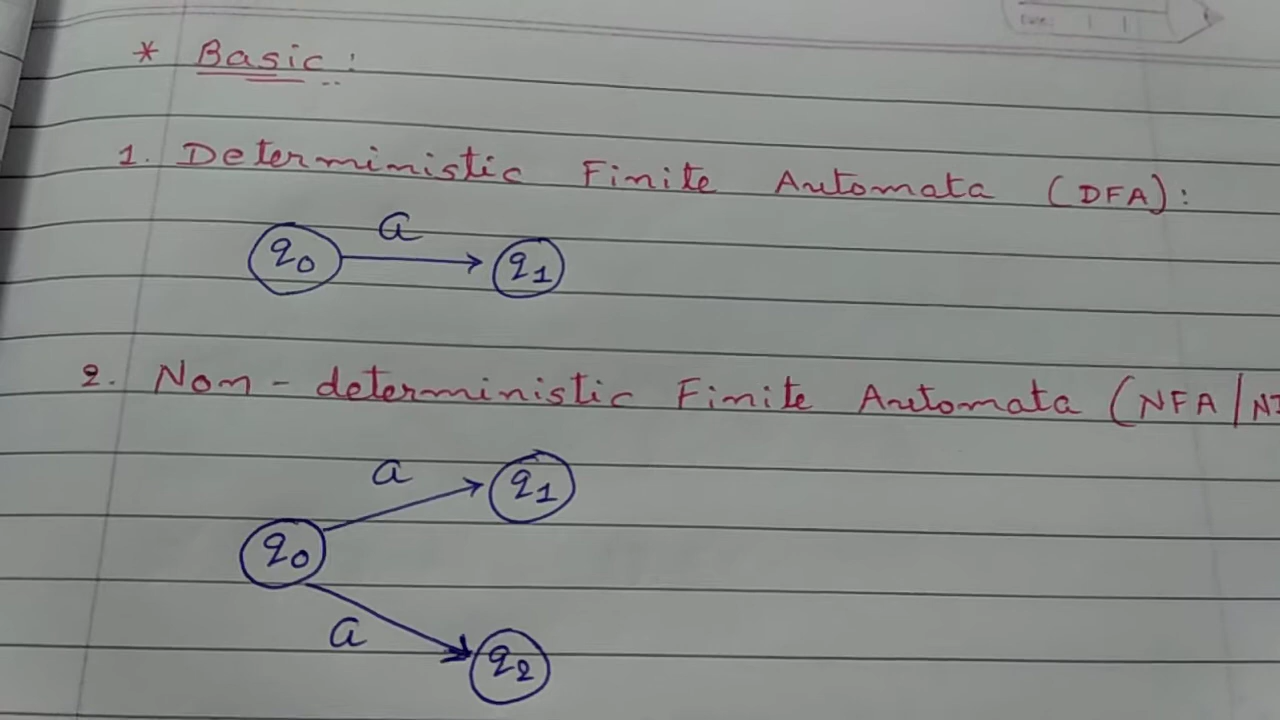 * Basic :
1. Deterministic Finite Automata (DFA):
a
q0 q1
2. Non-deterministic Finite Automata (NFA/
a
q1
q0
a
q2